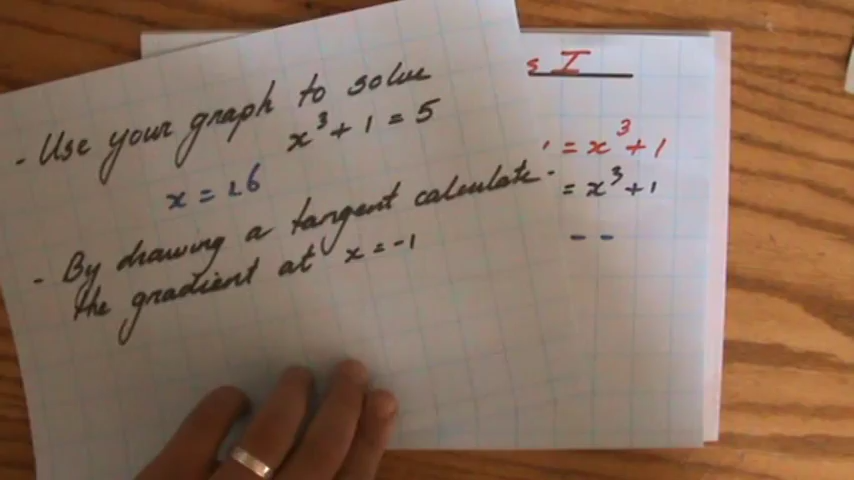 - Use your graph to solve
x³ + 1 = 5
x = 1.6
- By drawing a tangent calculate
the gradient at x = -1
s I
' = x³ + 1
= x³ + 1
- -